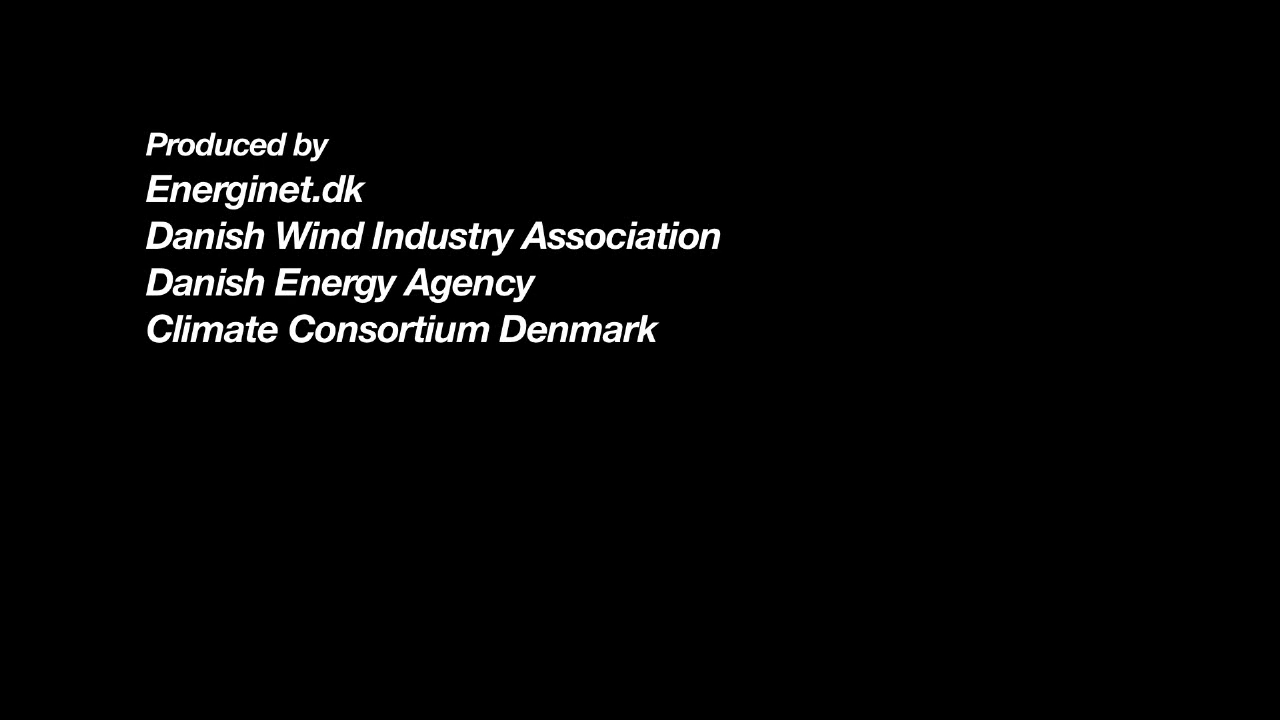 Produced by
Energinet.dk
Danish Wind Industry Association
Danish Energy Agency
Climate Consortium Denmark